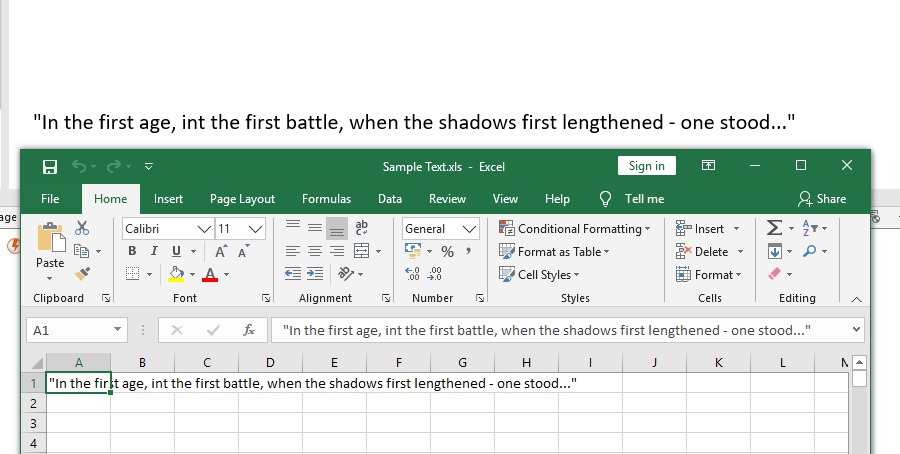 "In the first age, int the first battle, when the shadows first lengthened - one stood..."
Sample Text.xls - Excel
Sign in
File Home Insert Page Layout Formulas Data Review View Help Tell me Share
age
Calibri 11 General Conditional Formatting Insert
Paste B I U A A % Format as Table Delete
A Cell Styles Format
Clipboard Font Alignment Number Styles Cells Editing
A1 fx "In the first age, int the first battle, when the shadows first lengthened - one stood..."
A B C D E F G H I J K L
1 "In the first age, int the first battle, when the shadows first lengthened - one stood..."
2
3
4